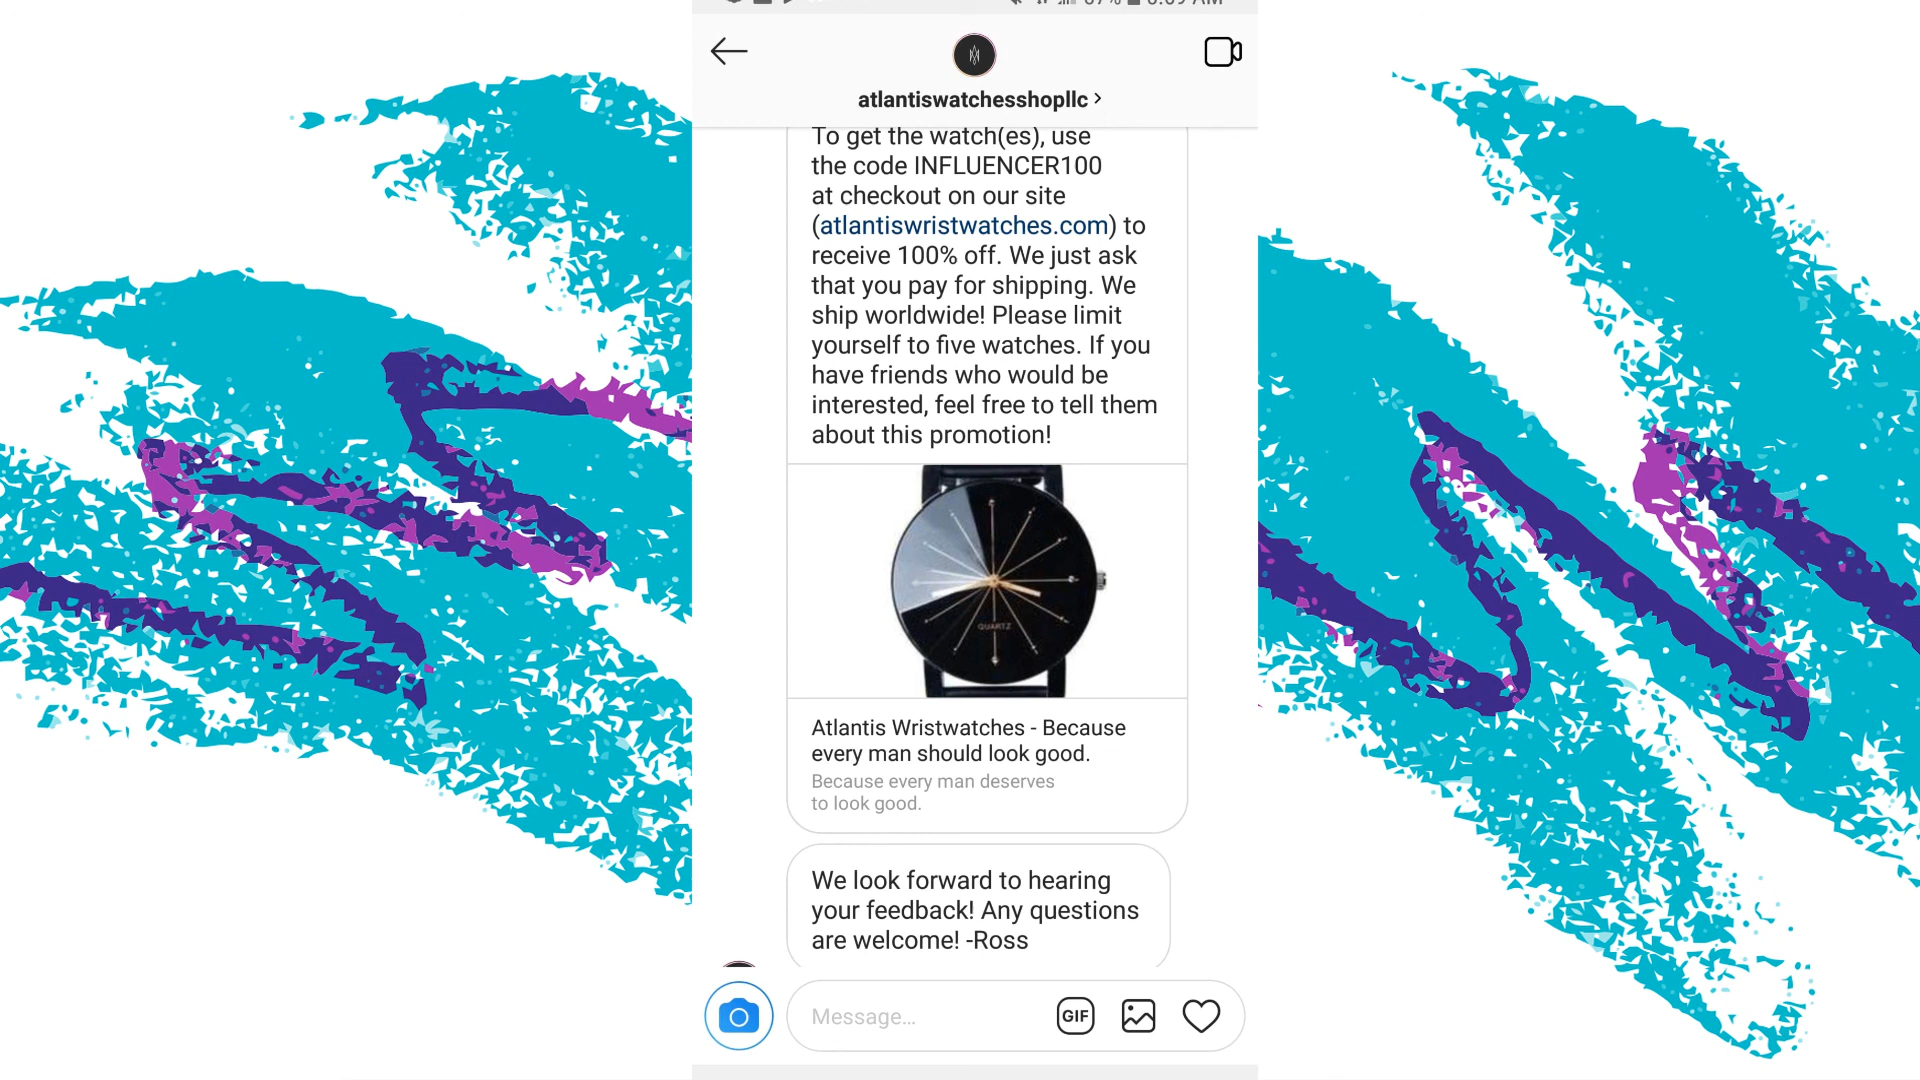 atlantiswatchesshopllc
To get the watch(es), use
the code INFLUENCER100
at checkout on our site
(atlantiswristwatches.com) to
receive 100% off. We just ask
that you pay for shipping. We
ship worldwide! Please limit
yourself to five watches. If you
have friends who would be
interested, feel free to tell them
about this promotion!
QUARTZ
Atlantis Wristwatches - Because
every man should look good.
Because every man deserves
to look good.
We look forward to hearing
your feedback! Any questions
are welcome! -Ross
Message...
GIF